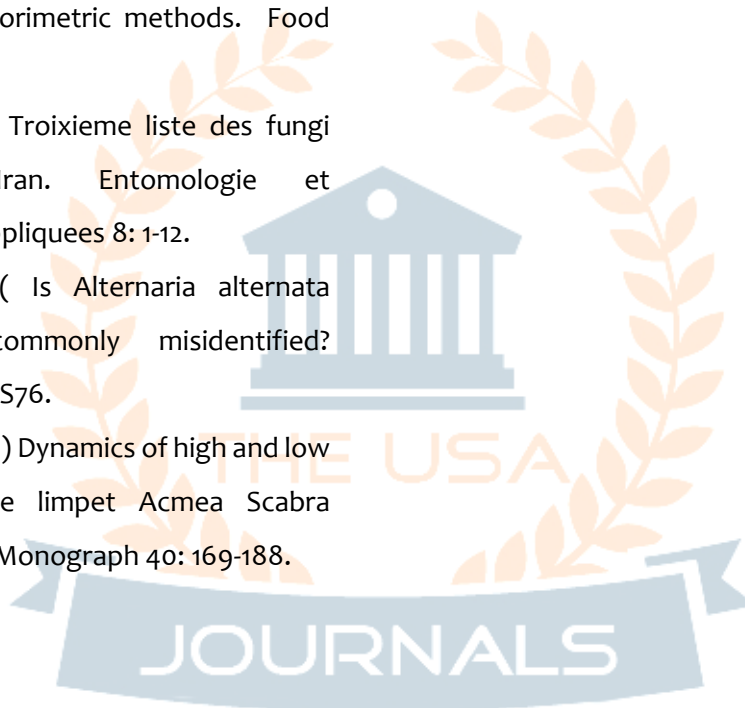 orimetric methods. Food
Troixieme liste des fungi
Iran. Entomologie et
pliquees 8: 1-12.
( Is Alternaria alternata
commonly misidentified?
S76.
) Dynamics of high and low
e limpet Acmea Scabra
Monograph 40: 169-188.
THE USA
JOURNALS